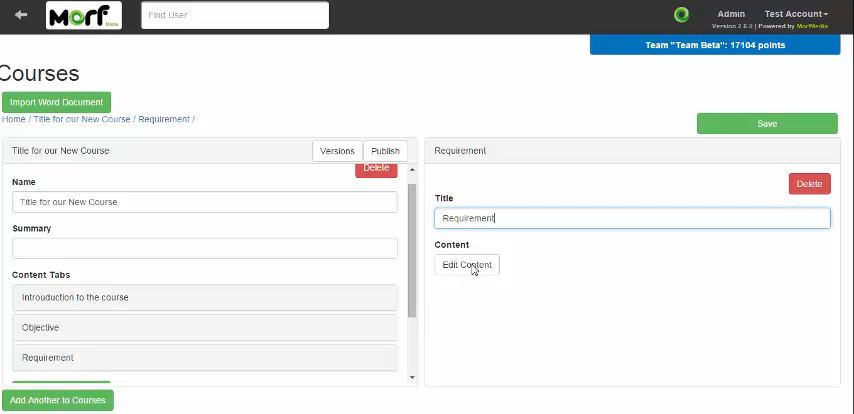 Morf Media
Find User
Admin
Test Account
Version 2.6.0 | Powered by MorfMedia
Team "Team Beta": 17104 points
Courses
Import Word Document
Home / Title for our New Course / Requirement /
Save
Title for our New Course
Versions
Publish
Delete
Name
Title for our New Course
Summary
Content Tabs
Introuduction to the course
Objective
Requirement
Add Another to Courses
Requirement
Delete
Title
Requirement
Content
Edit Content